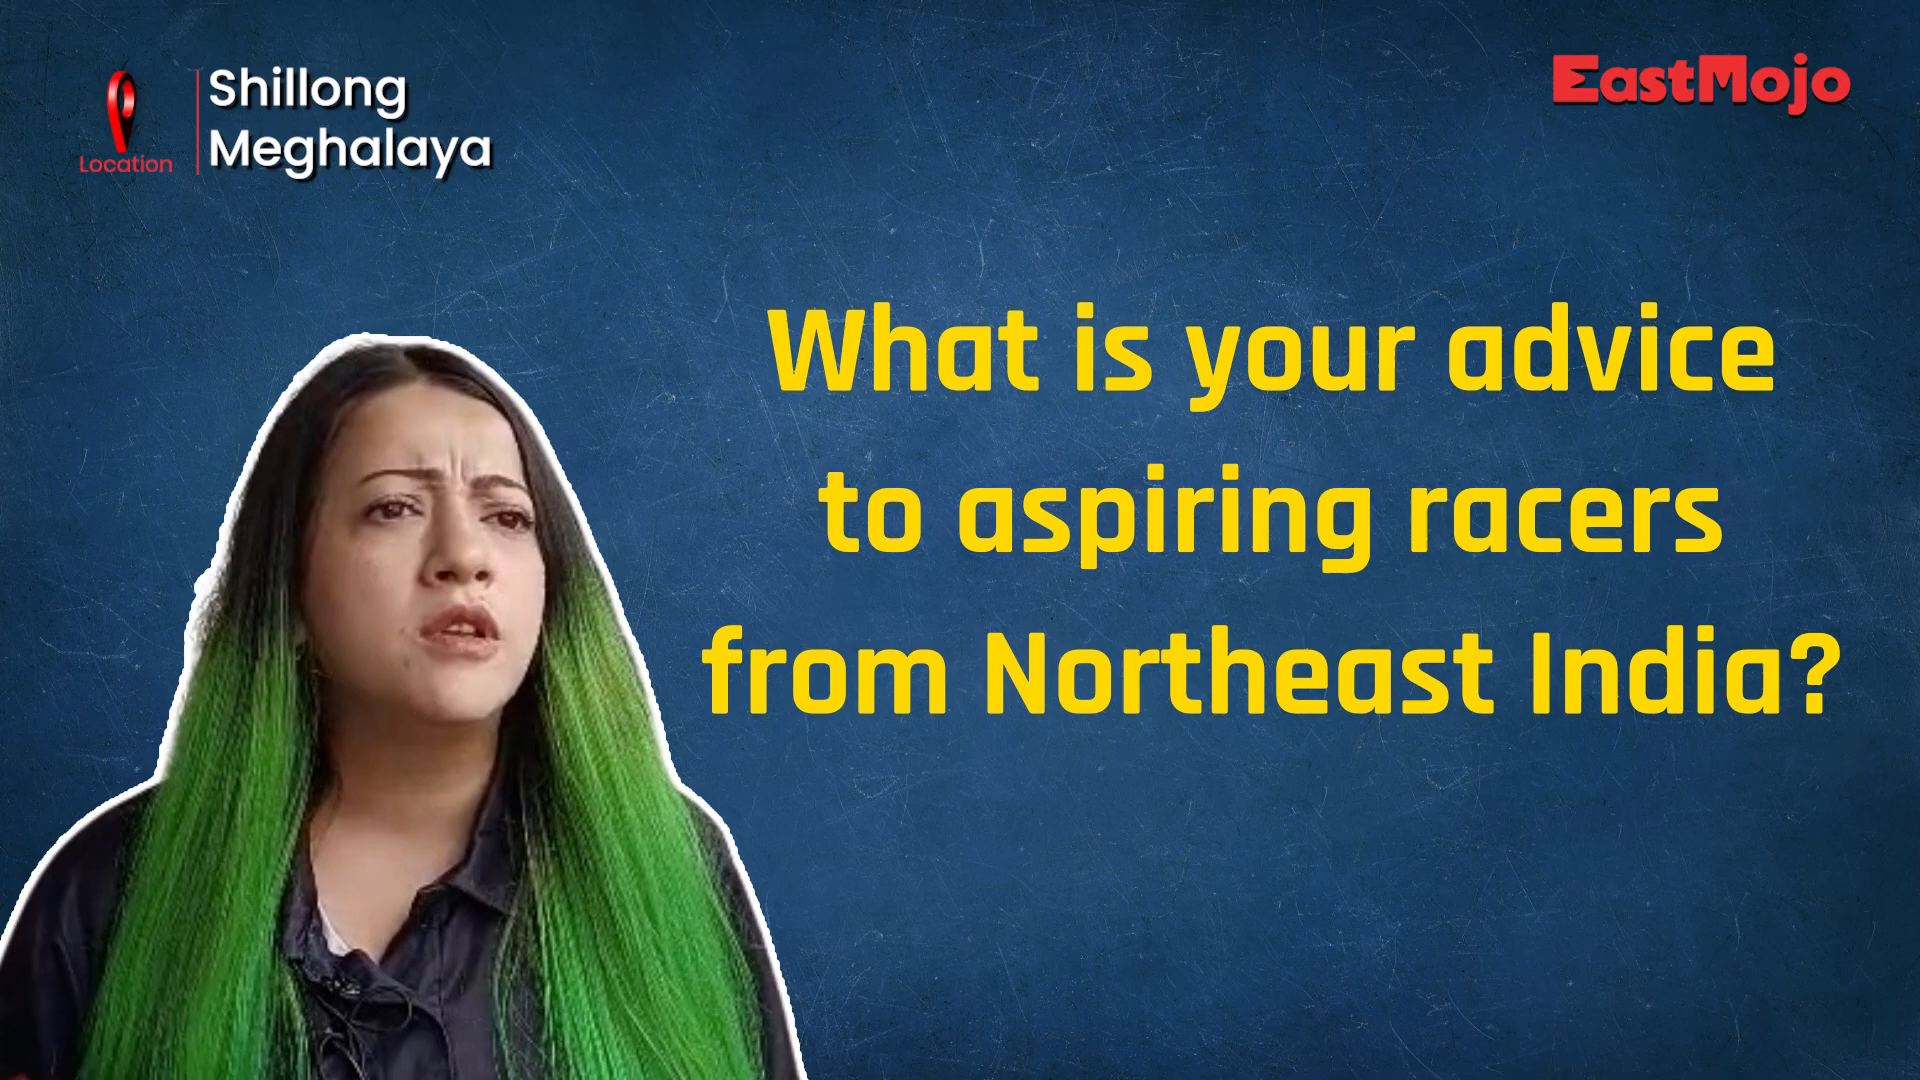 Shillong
Meghalaya
Location
EastMojo
What is your advice
to aspiring racers
from Northeast India?